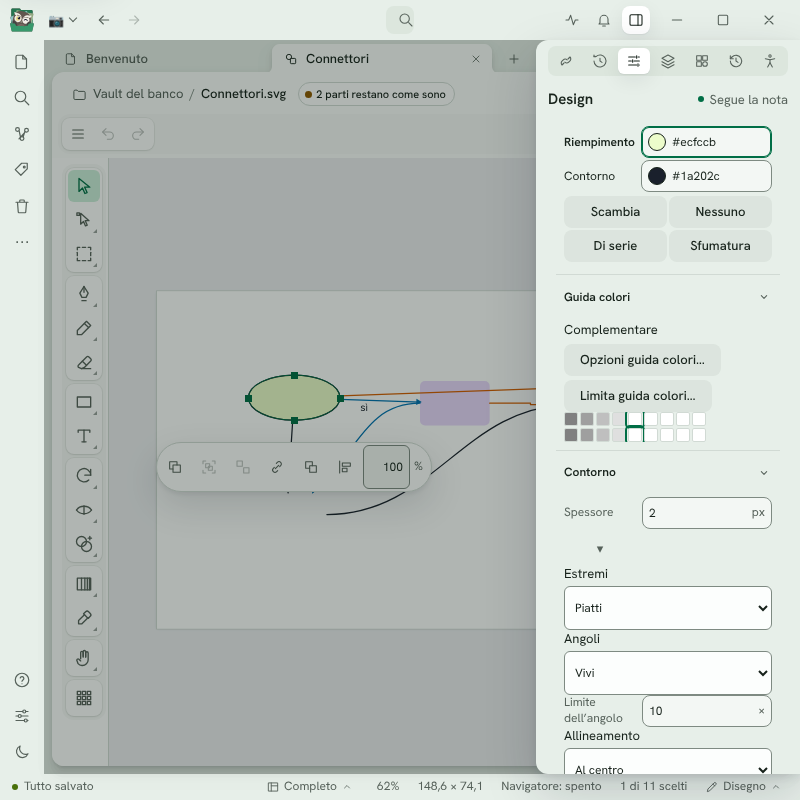 Benvenuto
Connettori
Vault del banco / Connettori.svg
2 parti restano come sono
sì
100 %
Design
Segue la nota
Riempimento
#ecfccb
Contorno
#1a202c
Scambia
Nessuno
Di serie
Sfumatura
Guida colori
Complementare
Opzioni guida colori...
Limita guida colori...
Contorno
Spessore
2 px
Estremi
Piatti
Angoli
Vivi
Limite
dell’angolo
10 ×
Allineamento
Al centro
Tutto salvato
Completo
62%
148,6 × 74,1
Navigatore: spento
1 di 11 scelti
Disegno